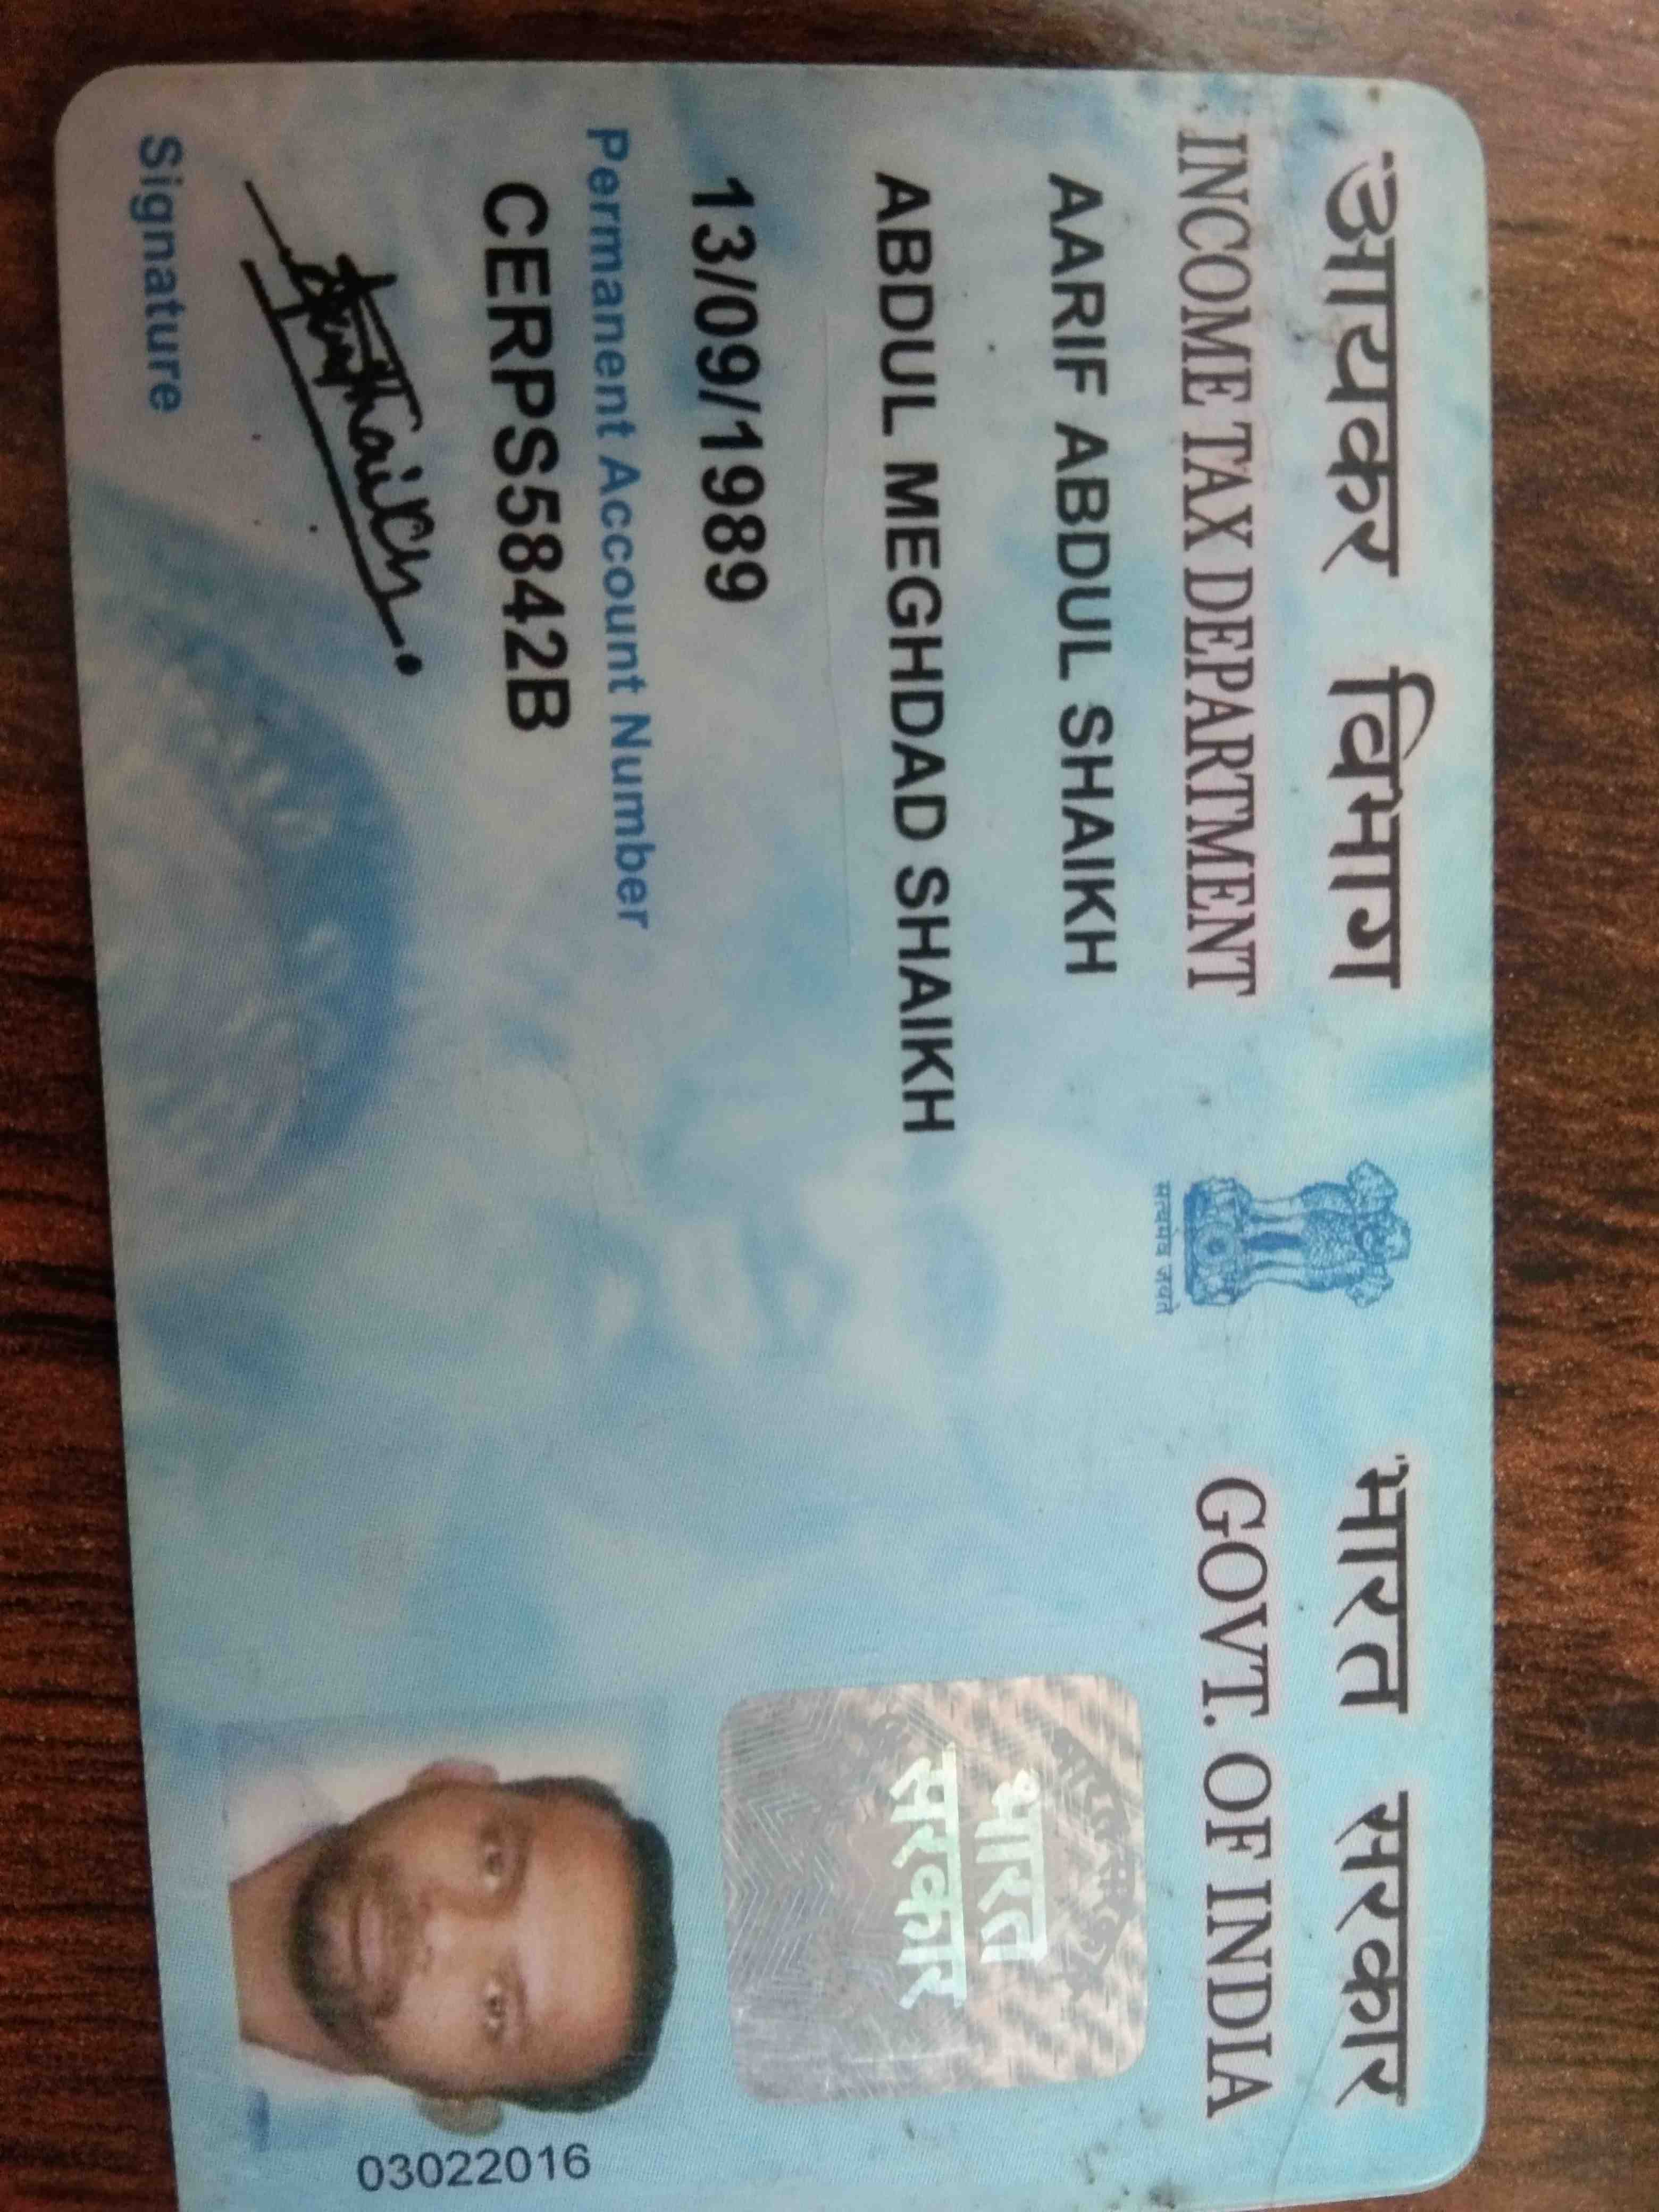 आयकर विभाग
INCOME TAX DEPARTMENT
सत्यमेव जयते
भारत सरकार
GOVT. OF INDIA
AARIF ABDUL SHAIKH
ABDUL MEGHDAD SHAIKH
13/09/1989
Permanent Account Number
CERPS5842B
Signature
भारत
सरकार
03022016